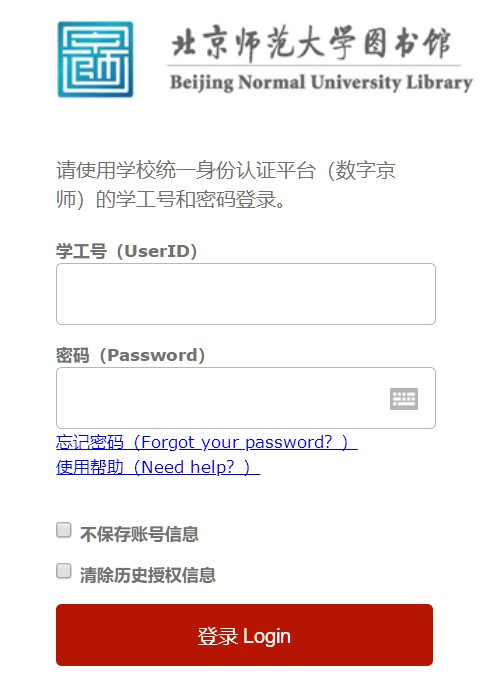 北京师范大学图书馆
Beijing Normal University Library
请使用学校统一身份认证平台（数字京
师）的学工号和密码登录。
学工号（UserID）
密码（Password）
忘记密码（Forgot your password？）
使用帮助（Need help？）
不保存账号信息
清除历史授权信息
登录 Login